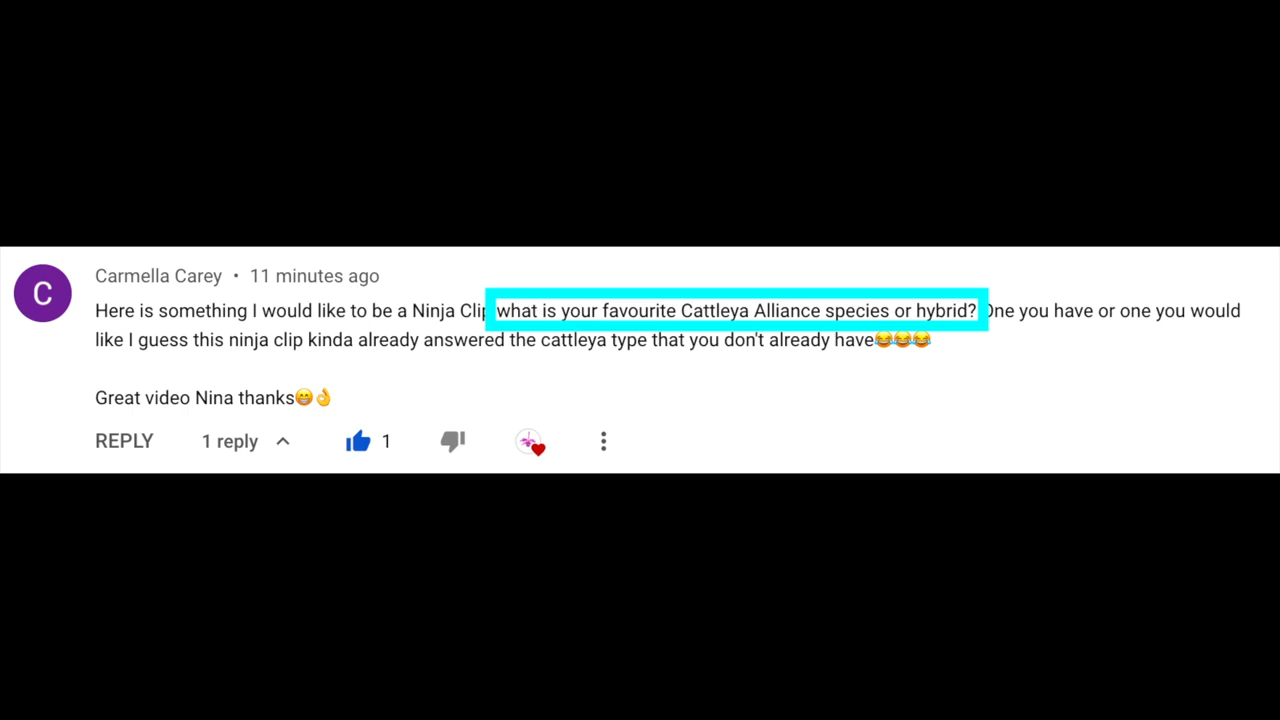 C
Carmella Carey • 11 minutes ago
Here is something I would like to be a Ninja Clip what is your favourite Cattleya Alliance species or hybrid? One you have or one you would
like I guess this ninja clip kinda already answered the cattleya type that you don't already have😂😂😂
Great video Nina thanks😁👌
REPLY 1 reply 1